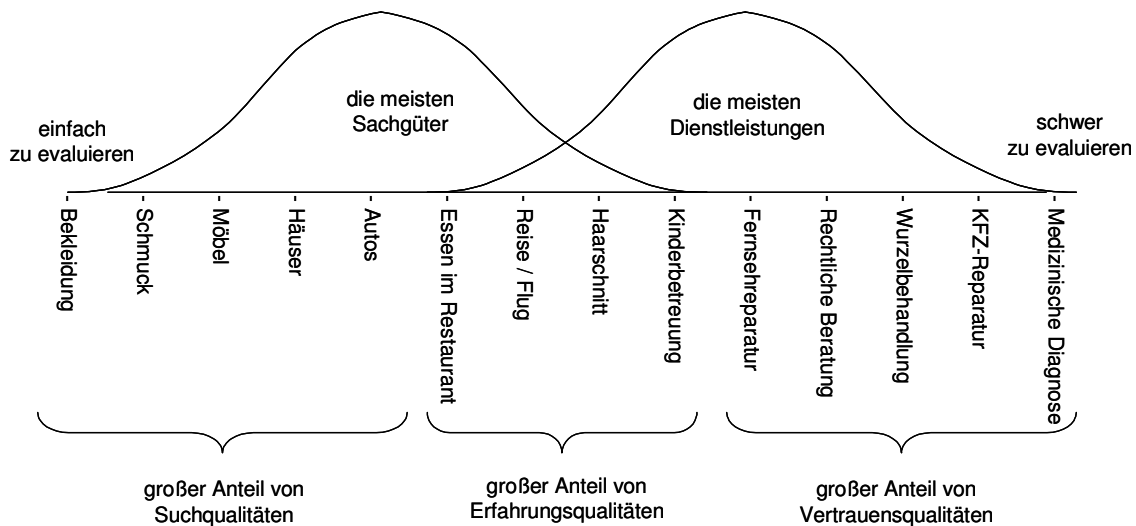 die meisten
Sachgüter
die meisten
Dienstleistungen
einfach
zu evaluieren
schwer
zu evaluieren
Bekleidung
Schmuck
Möbel
Häuser
Autos
Essen im Restaurant
Reise / Flug
Haarschnitt
Kinderbetreuung
Fernsehreparatur
Rechtliche Beratung
Wurzelbehandlung
KFZ-Reparatur
Medizinische Diagnose
großer Anteil von
Suchqualitäten
großer Anteil von
Erfahrungsqualitäten
großer Anteil von
Vertrauensqualitäten